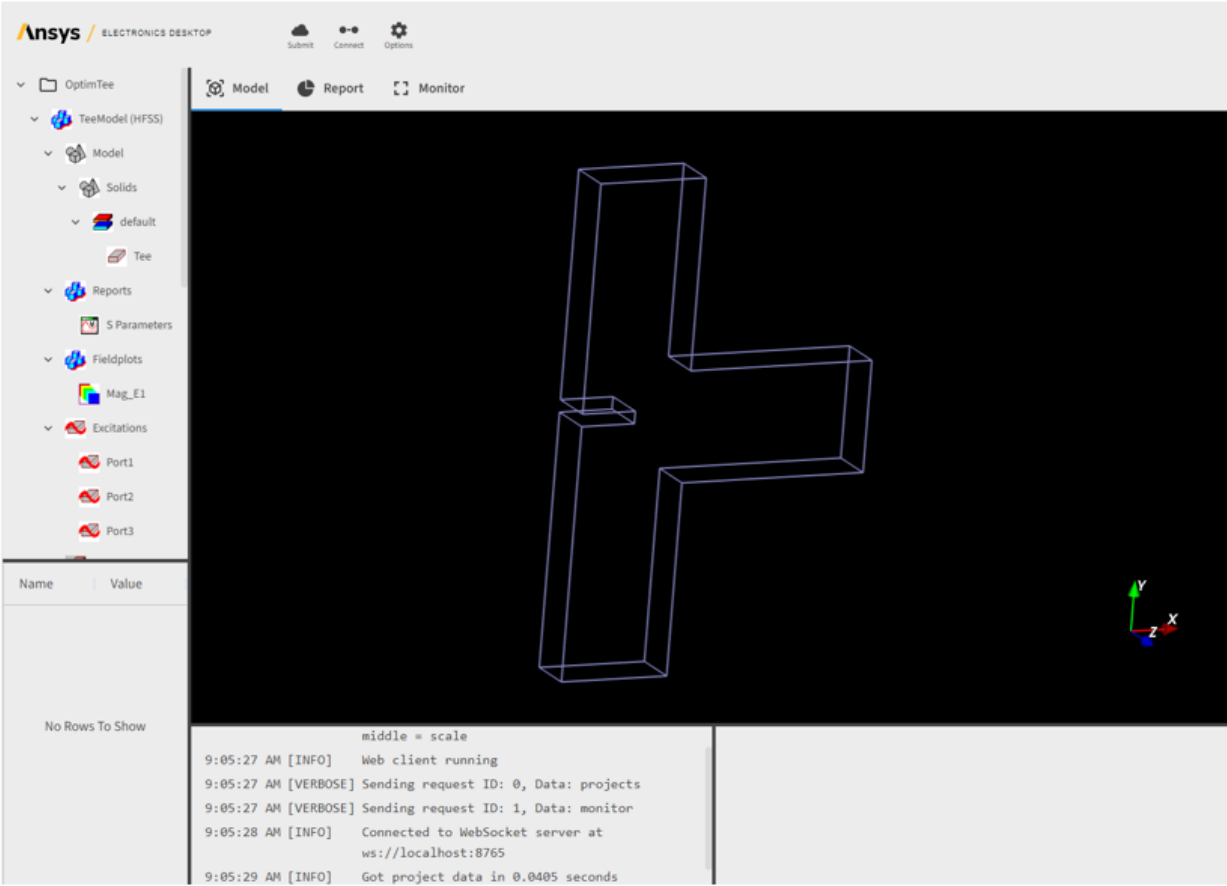 Ansys / ELECTRONICS DESKTOP
Submit Connect Options
OptimTee
TeeModel (HFSS)
Model
Solids
default
Tee
Reports
S Parameters
Fieldplots
Mag_E1
Excitations
Port1
Port2
Port3
Name Value
No Rows To Show
Model Report Monitor
Y
X
Z
middle = scale
9:05:27 AM [INFO] Web client running
9:05:27 AM [VERBOSE] Sending request ID: 0, Data: projects
9:05:27 AM [VERBOSE] Sending request ID: 1, Data: monitor
9:05:28 AM [INFO] Connected to WebSocket server at
ws://localhost:8765
9:05:29 AM [INFO] Got project data in 0.0405 seconds